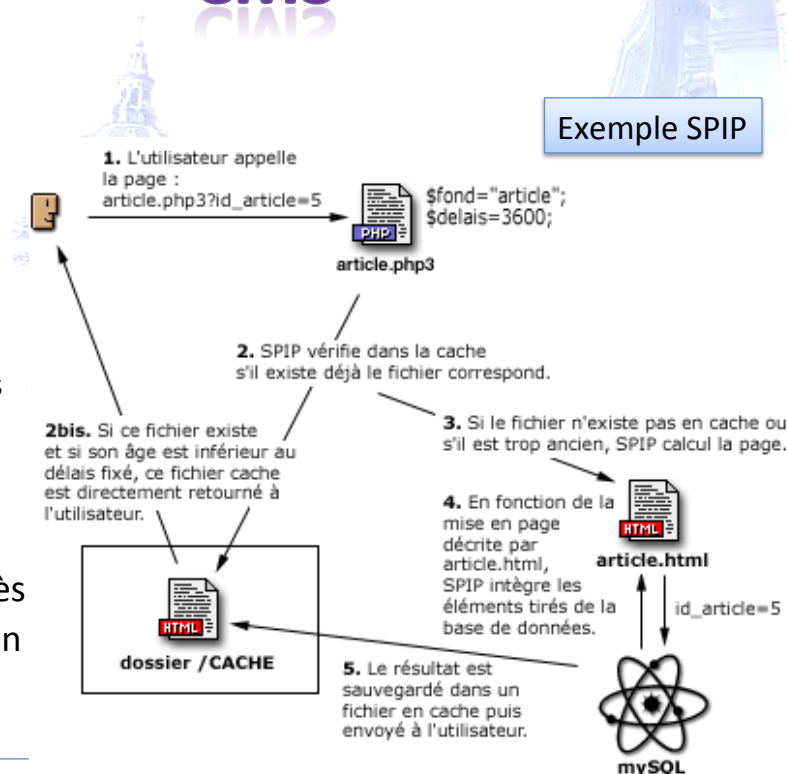 CMS
Exemple SPIP
1. L'utilisateur appelle
la page :
article.php3?id_article=5
$fond="article";
$delais=3600;
PHP
article.php3
2. SPIP vérifie dans la cache
s'il existe déjà le fichier correspond.
s
2bis. Si ce fichier existe
et si son âge est inférieur au
délais fixé, ce fichier cache
est directement retourné à
l'utilisateur.
3. Si le fichier n'existe pas en cache ou
s'il est trop ancien, SPIP calcul la page.
4. En fonction de la
mise en page
décrite par
article.html,
SPIP intègre les
éléments tirés de la
base de données.
HTML
article.html
id_article=5
ès
n
HTML
dossier /CACHE
5. Le résultat est
sauvegardé dans un
fichier en cache puis
envoyé à l'utilisateur.
mySQL